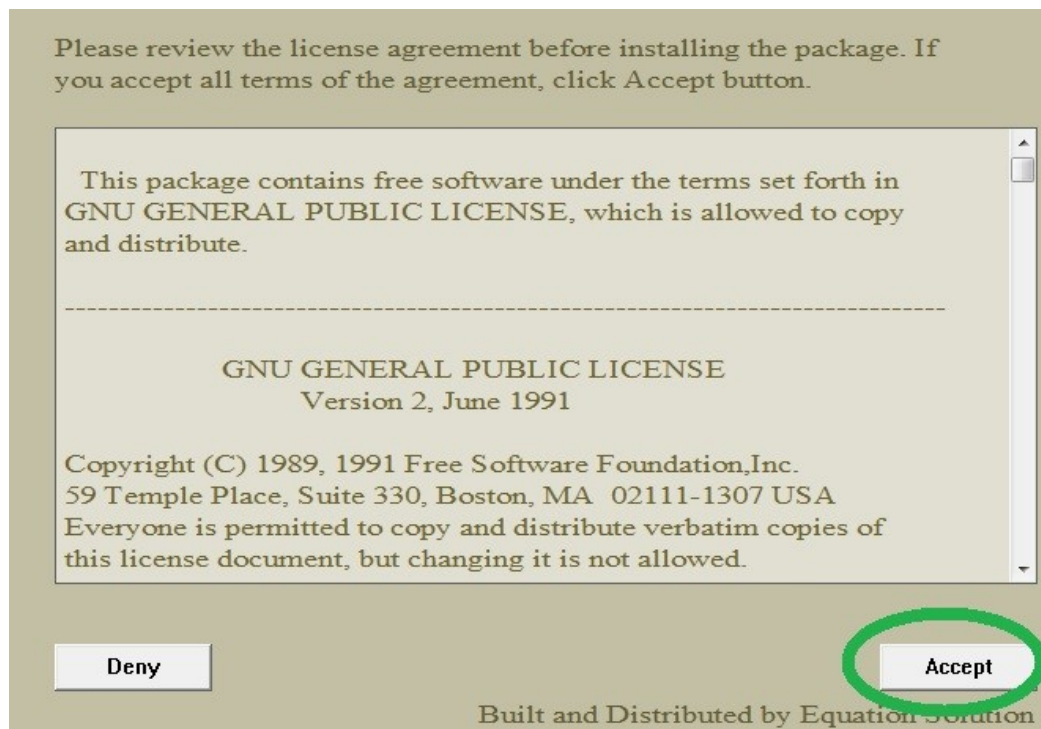 Please review the license agreement before installing the package. If
you accept all terms of the agreement, click Accept button.
This package contains free software under the terms set forth in
GNU GENERAL PUBLIC LICENSE, which is allowed to copy
and distribute.
--------------------------------------------------------------------------------
GNU GENERAL PUBLIC LICENSE
Version 2, June 1991
Copyright (C) 1989, 1991 Free Software Foundation,Inc.
59 Temple Place, Suite 330, Boston, MA 02111-1307 USA
Everyone is permitted to copy and distribute verbatim copies of
this license document, but changing it is not allowed.
Deny
Accept
Built and Distributed by Equation Solution